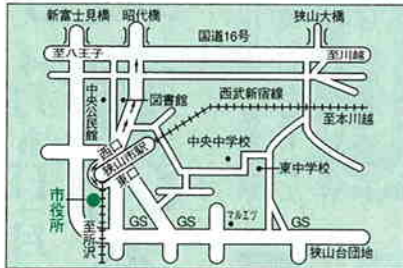 新富士見橋
昭代橋
狭山大橋
国道16号
至八王子
至川越
中央公民館
図書館
西武新宿線
至本川越
西口
狭山市駅
東口
中央中学校
東中学校
市役所
至所沢
GS
GS
マルエツ
GS
狭山台団地